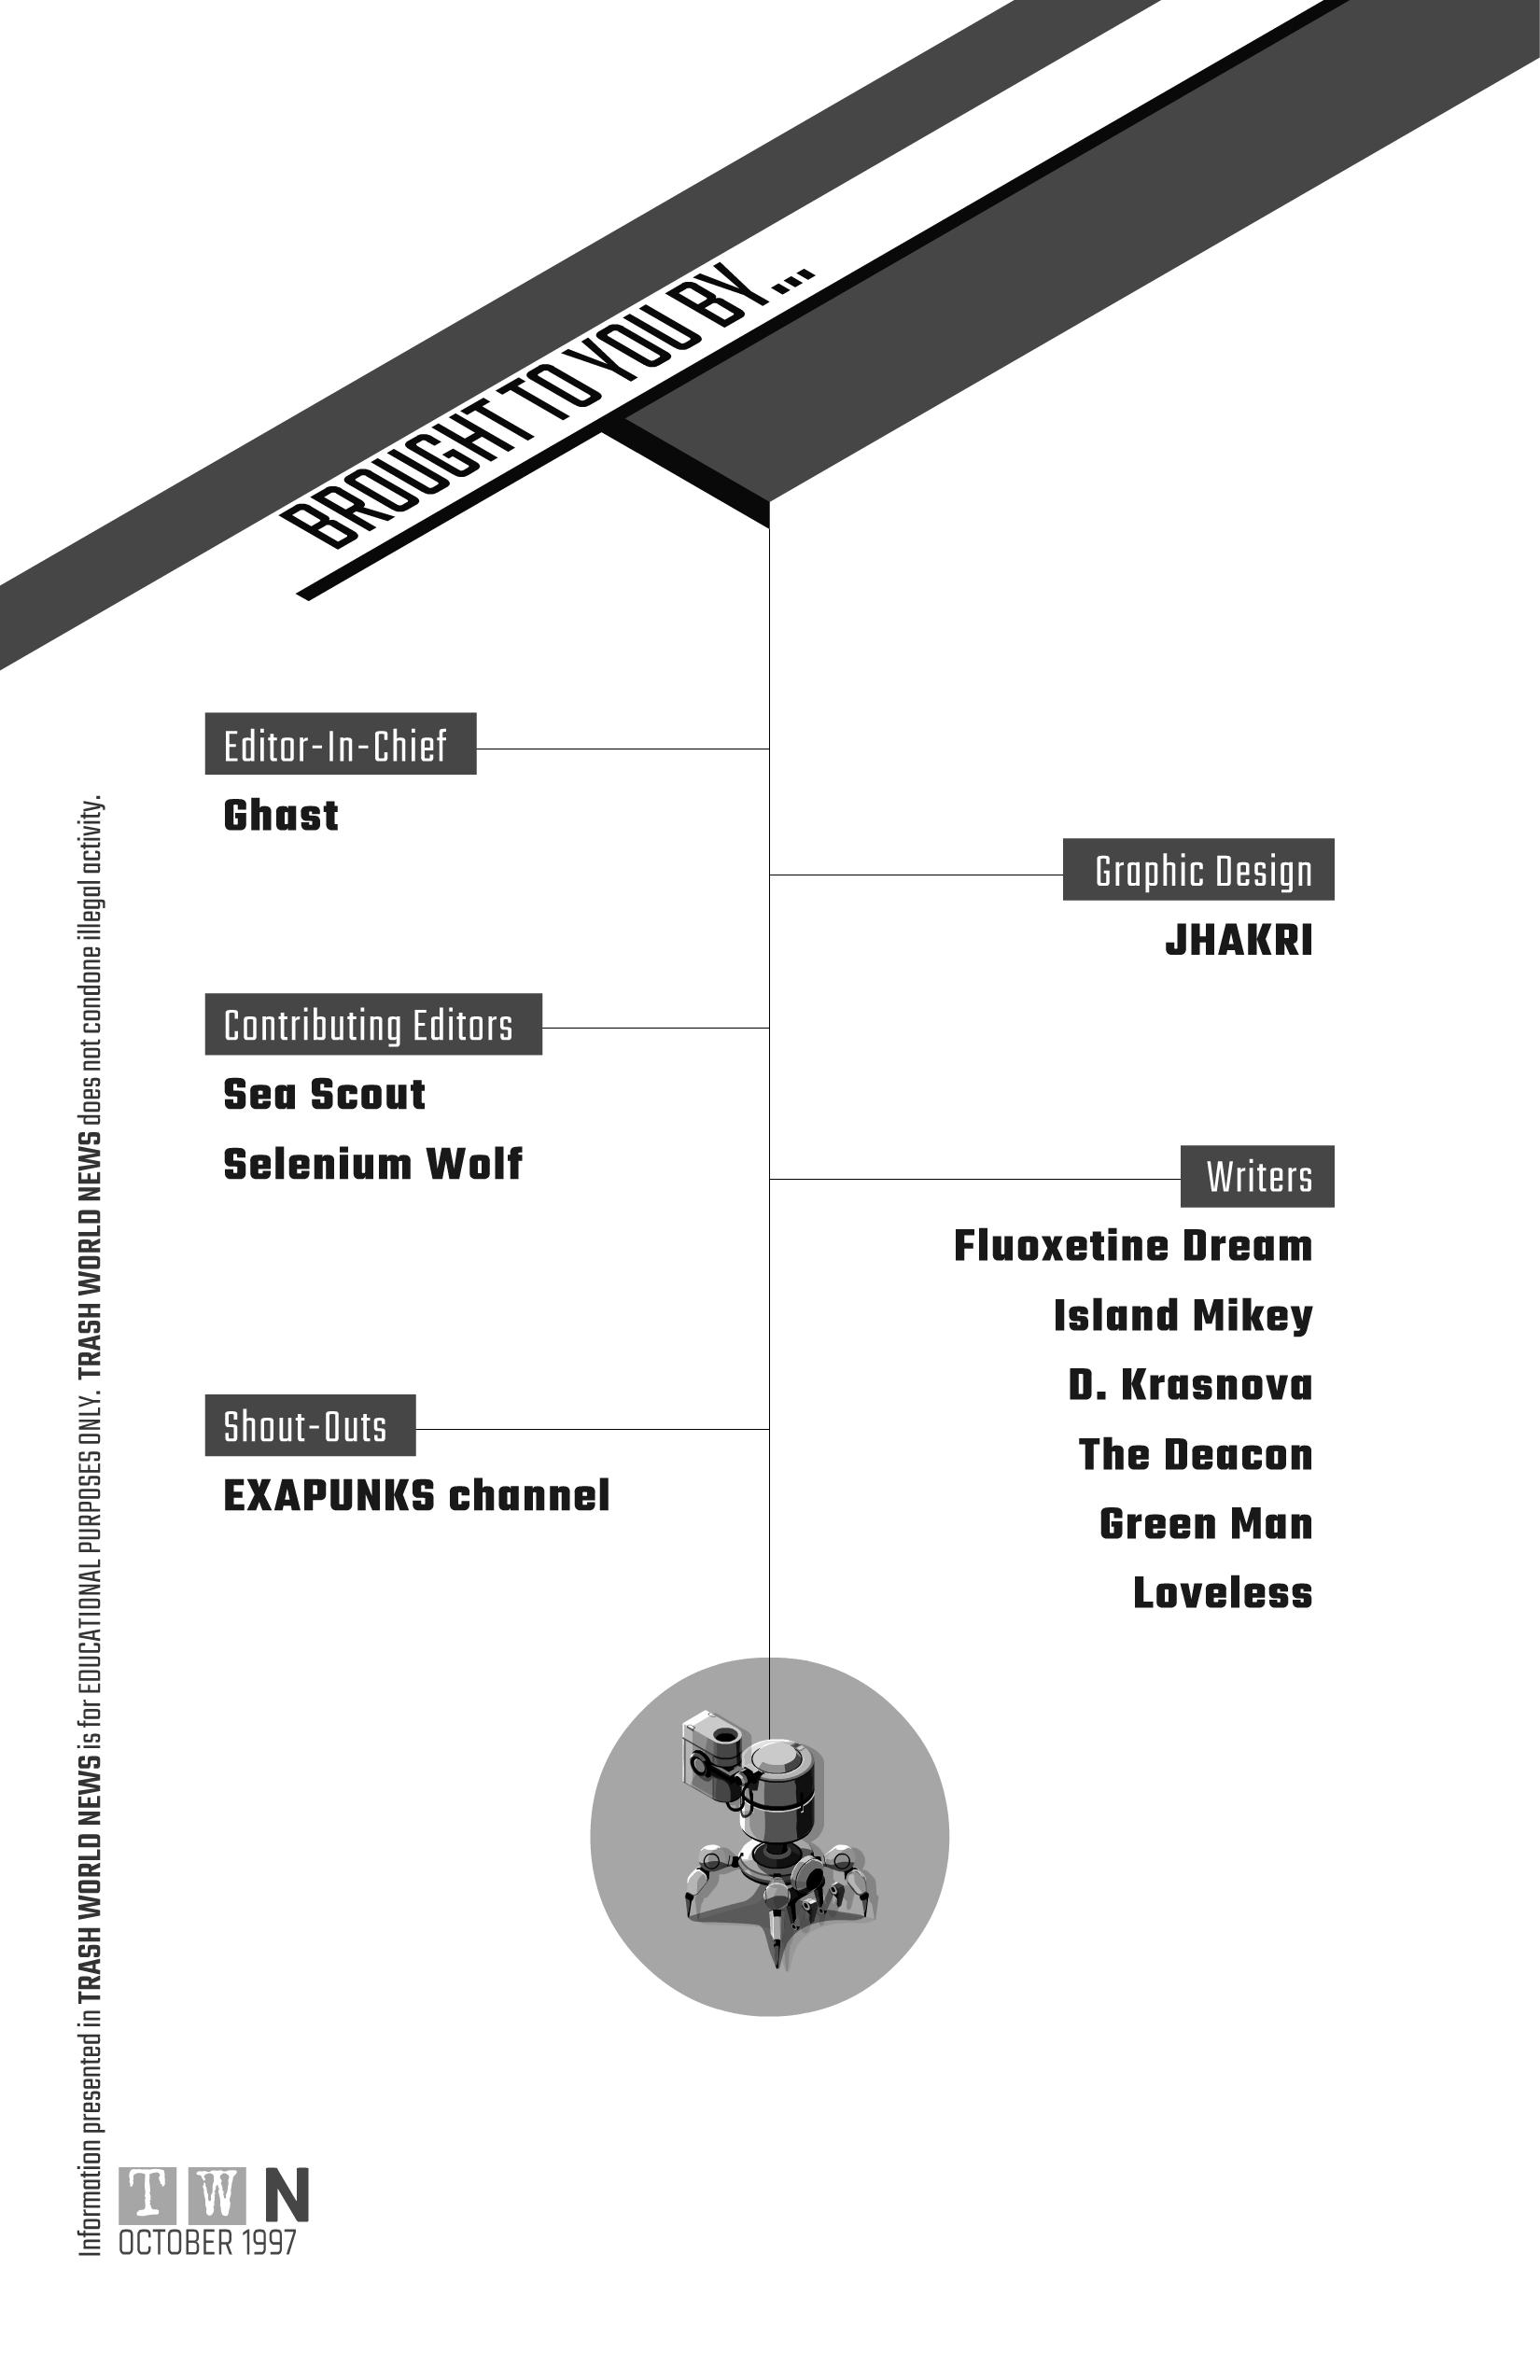 BROUGHT TO YOU BY...
Editor-In-Chief
Ghast
Graphic Design
JHAKRI
Contributing Editors
Sea Scout
Selenium Wolf
Writers
Fluoxetine Dream
Island Mikey
D. Krasnova
The Deacon
Green Man
Loveless
Shout-Outs
EXAPUNKS channel
Information presented in TRASH WORLD NEWS is for EDUCATIONAL PURPOSES ONLY. TRASH WORLD NEWS does not condone illegal activity.
TWN
OCTOBER 1997